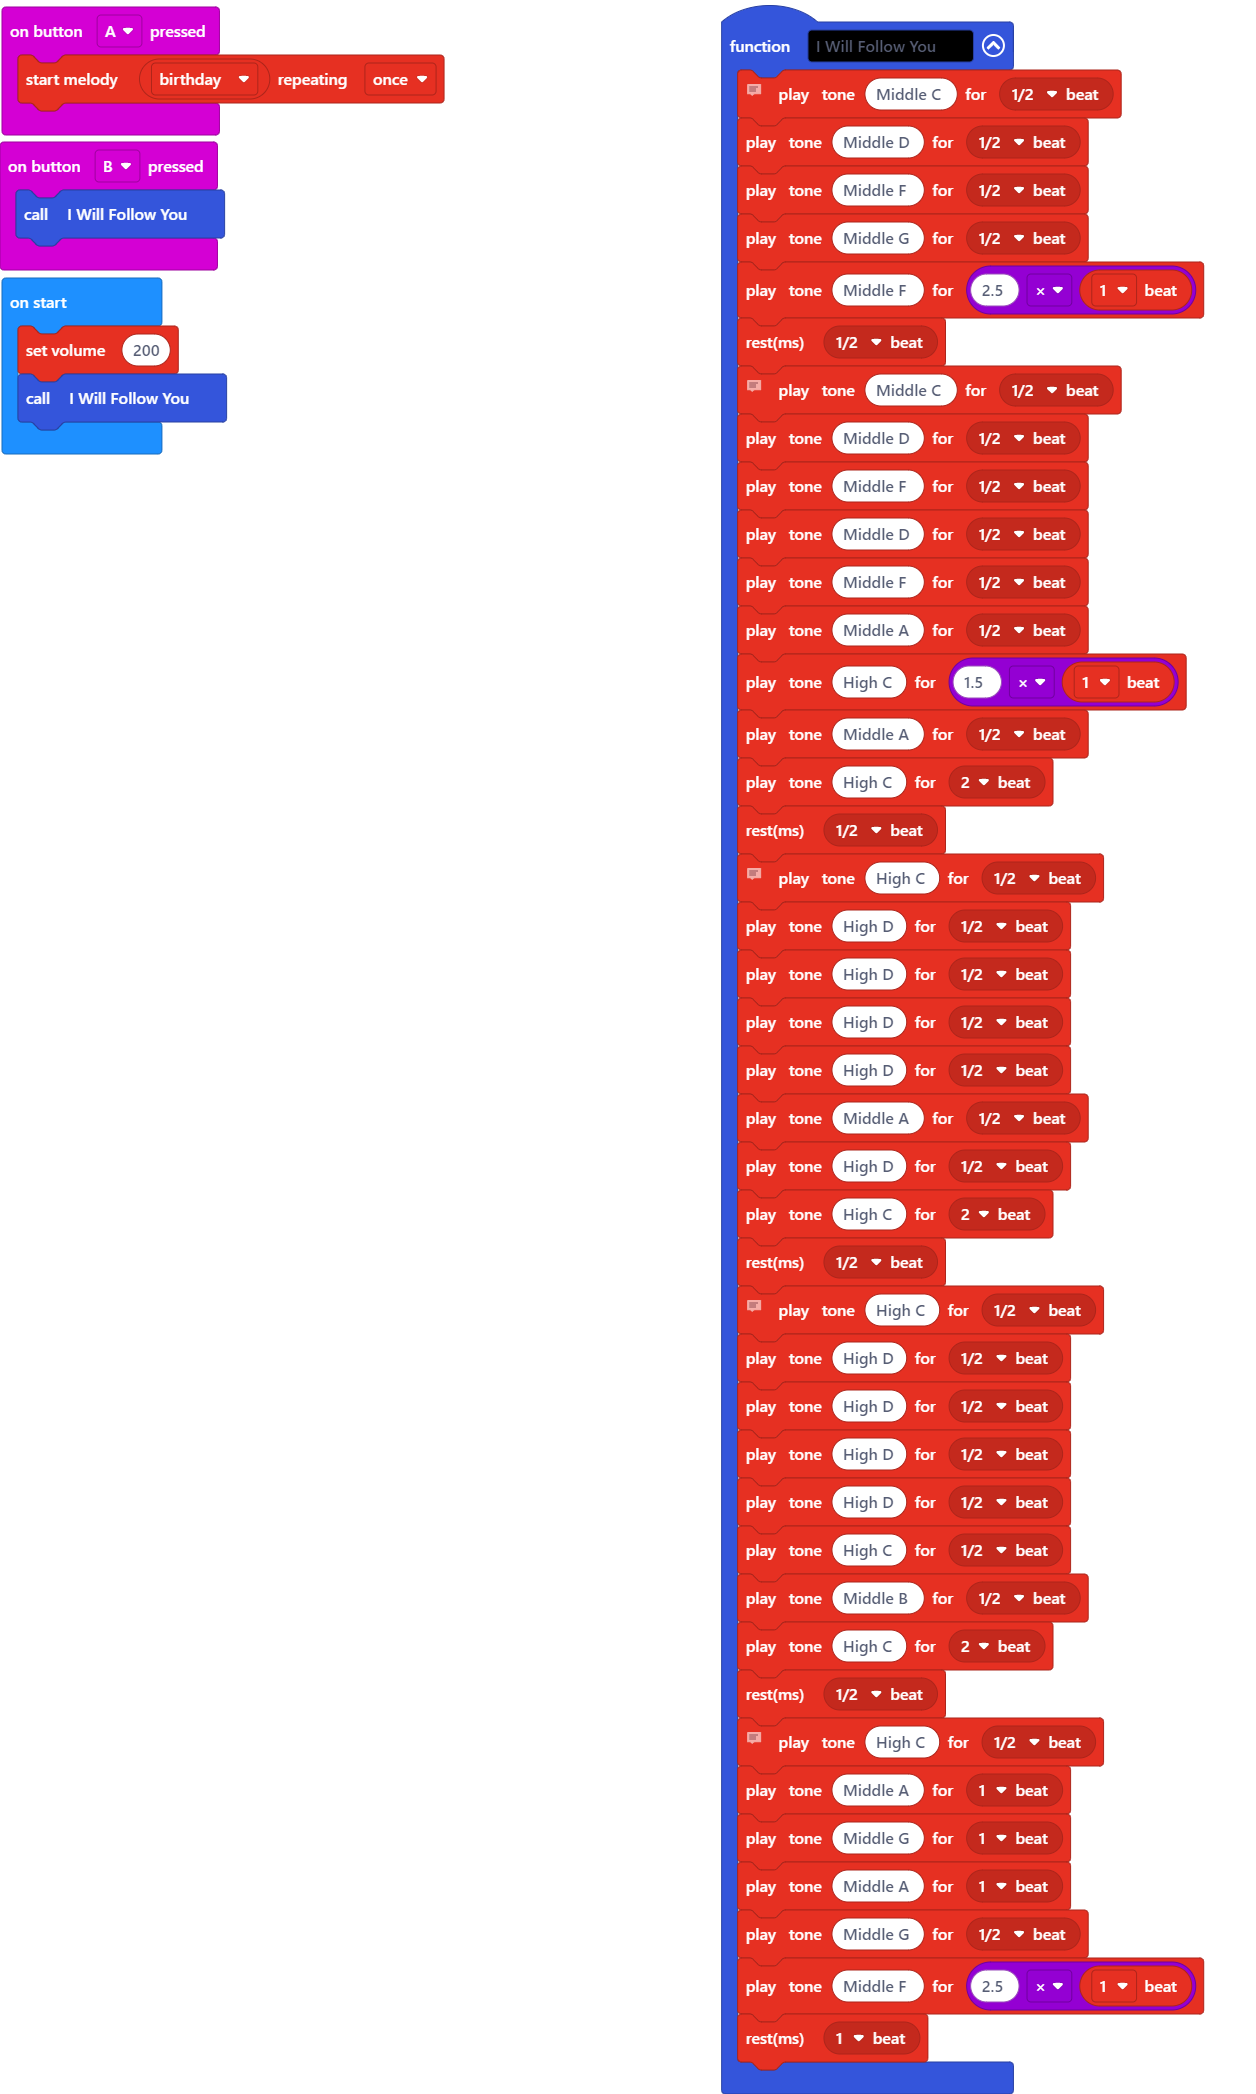 on button A pressed
start melody birthday repeating once
on button B pressed
call I Will Follow You
on start
set volume 200
call I Will Follow You
function I Will Follow You
play tone Middle C for 1/2 beat
play tone Middle D for 1/2 beat
play tone Middle F for 1/2 beat
play tone Middle G for 1/2 beat
play tone Middle F for 2.5 × 1 beat
rest(ms) 1/2 beat
play tone Middle C for 1/2 beat
play tone Middle D for 1/2 beat
play tone Middle F for 1/2 beat
play tone Middle D for 1/2 beat
play tone Middle F for 1/2 beat
play tone Middle A for 1/2 beat
play tone High C for 1.5 × 1 beat
play tone Middle A for 1/2 beat
play tone High C for 2 beat
rest(ms) 1/2 beat
play tone High C for 1/2 beat
play tone High D for 1/2 beat
play tone High D for 1/2 beat
play tone High D for 1/2 beat
play tone High D for 1/2 beat
play tone Middle A for 1/2 beat
play tone High D for 1/2 beat
play tone High C for 2 beat
rest(ms) 1/2 beat
play tone High C for 1/2 beat
play tone High D for 1/2 beat
play tone High D for 1/2 beat
play tone High D for 1/2 beat
play tone High D for 1/2 beat
play tone High C for 1/2 beat
play tone Middle B for 1/2 beat
play tone High C for 2 beat
rest(ms) 1/2 beat
play tone High C for 1/2 beat
play tone Middle A for 1 beat
play tone Middle G for 1 beat
play tone Middle A for 1 beat
play tone Middle G for 1/2 beat
play tone Middle F for 2.5 × 1 beat
rest(ms) 1 beat